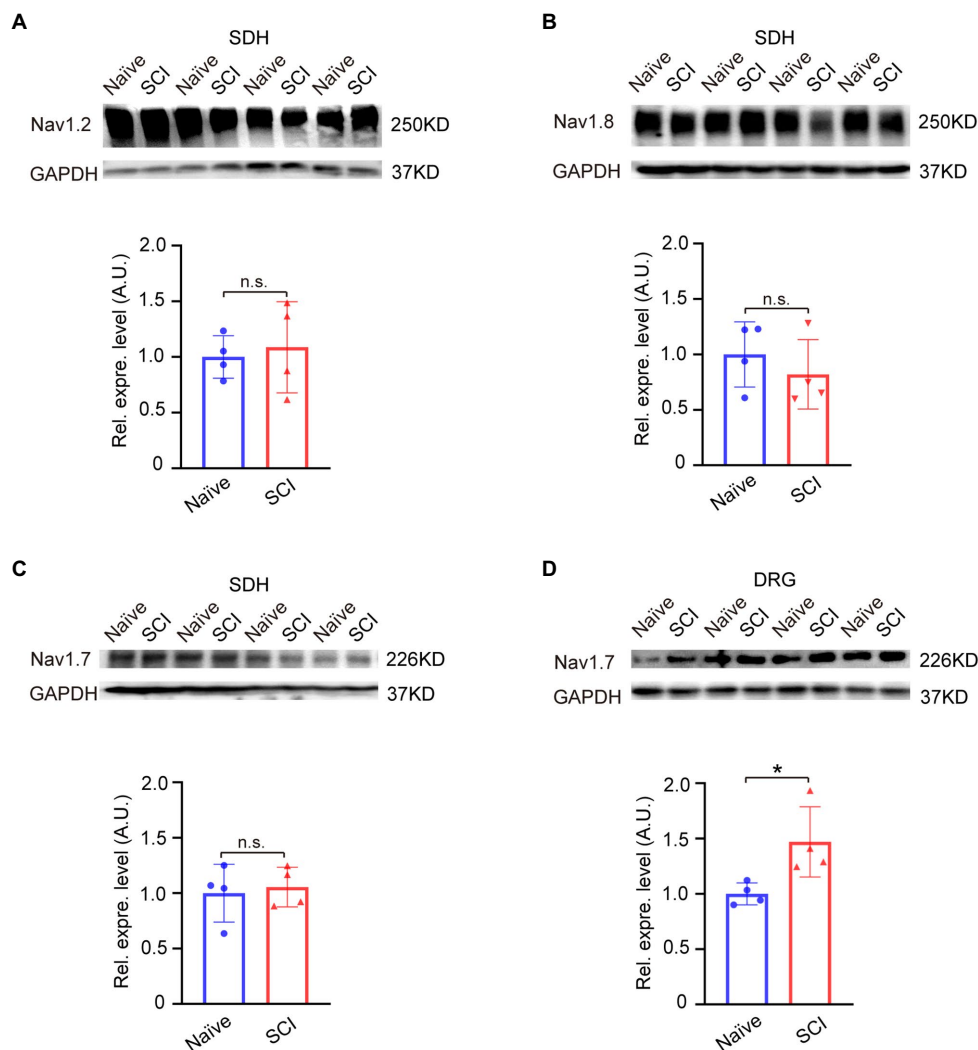 A
SDH
Naïve SCI Naïve SCI Naïve SCI Naïve SCI
Nav1.2 250KD
GAPDH 37KD
Rel. expre. level (A.U.)
2.0
1.5
1.0
0.5
0
n.s.
Naïve SCI
B
SDH
Naïve SCI Naïve SCI Naïve SCI Naïve SCI
Nav1.8 250KD
GAPDH 37KD
Rel. expre. level (A.U.)
2.0
1.5
1.0
0.5
0
n.s.
Naïve SCI
C
SDH
Naïve SCI Naïve SCI Naïve SCI Naïve SCI
Nav1.7 226KD
GAPDH 37KD
Rel. expre. level (A.U.)
2.0
1.5
1.0
0.5
0
n.s.
Naïve SCI
D
DRG
Naïve SCI Naïve SCI Naïve SCI Naïve SCI
Nav1.7 226KD
GAPDH 37KD
Rel. expre. level (A.U.)
2.0
1.5
1.0
0.5
0
*
Naïve SCI